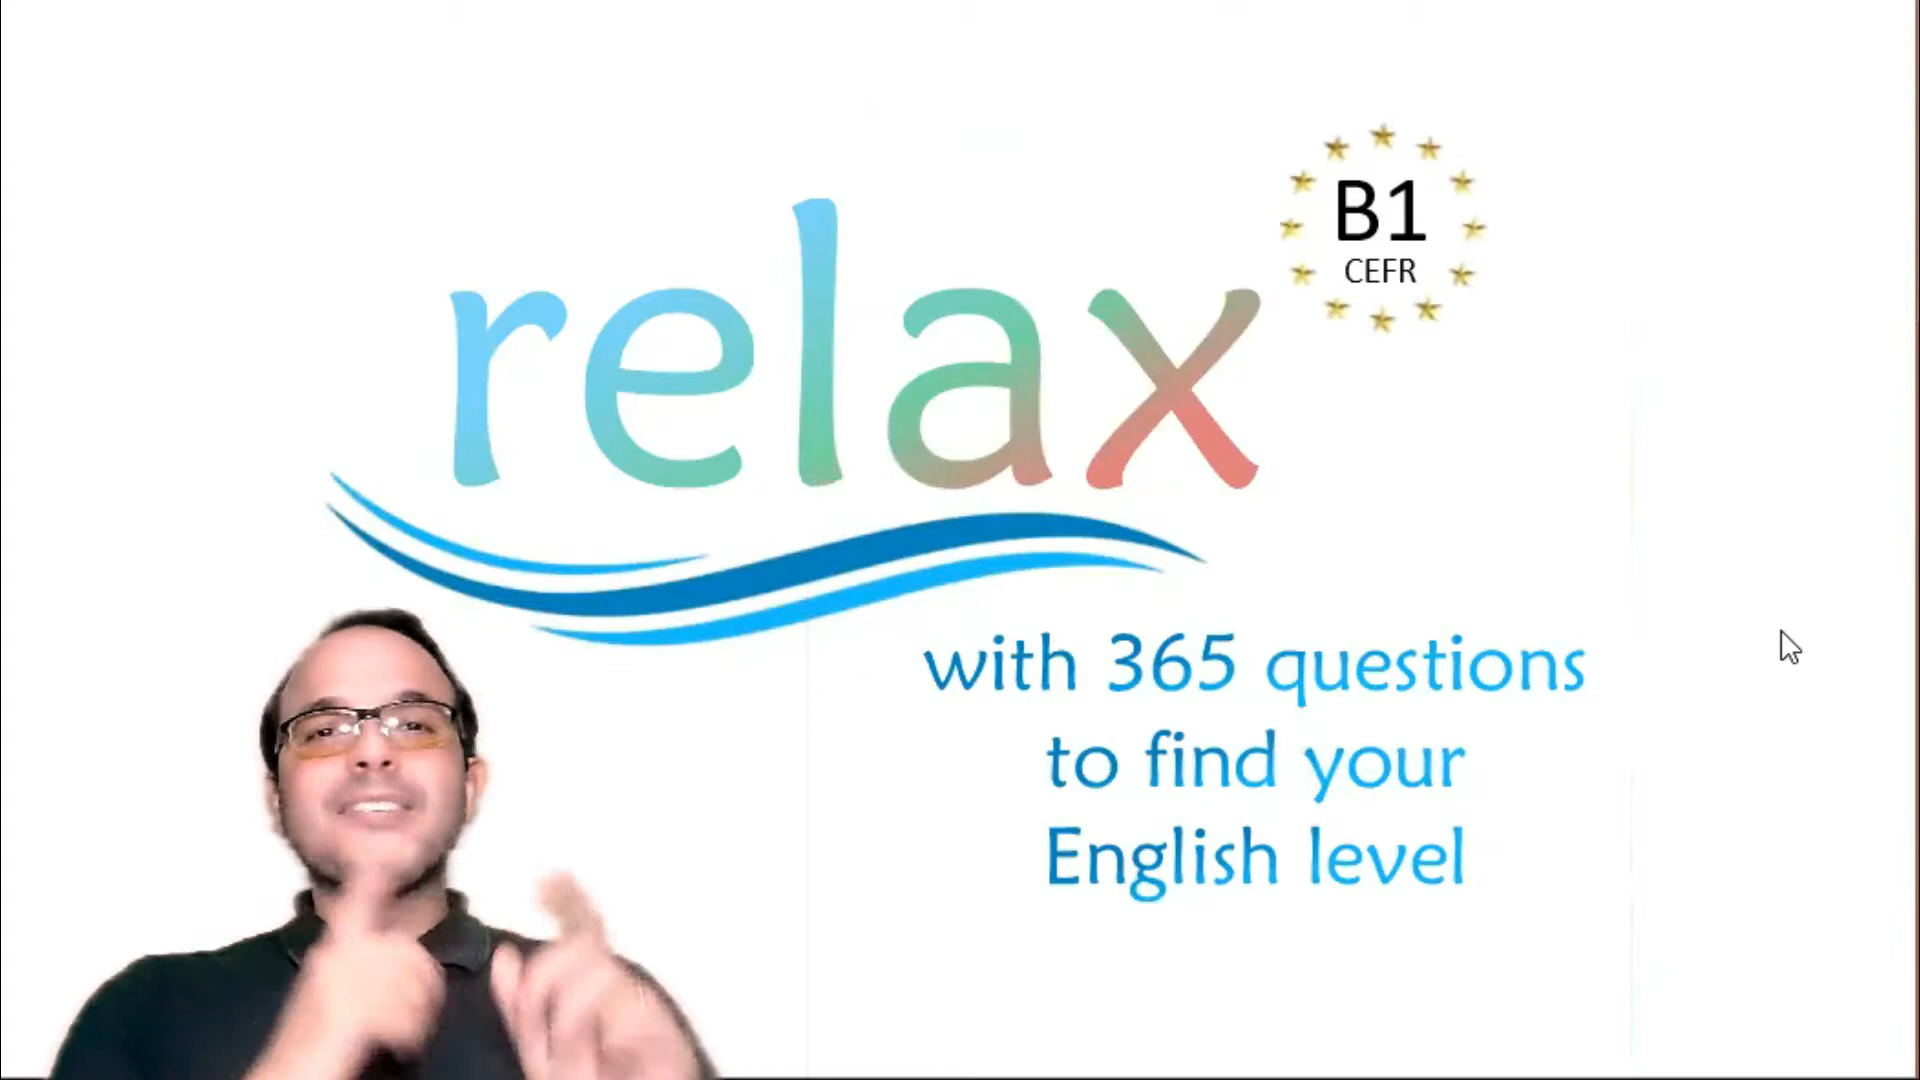 B1
CEFR
relax
with 365 questions
to find your
English level